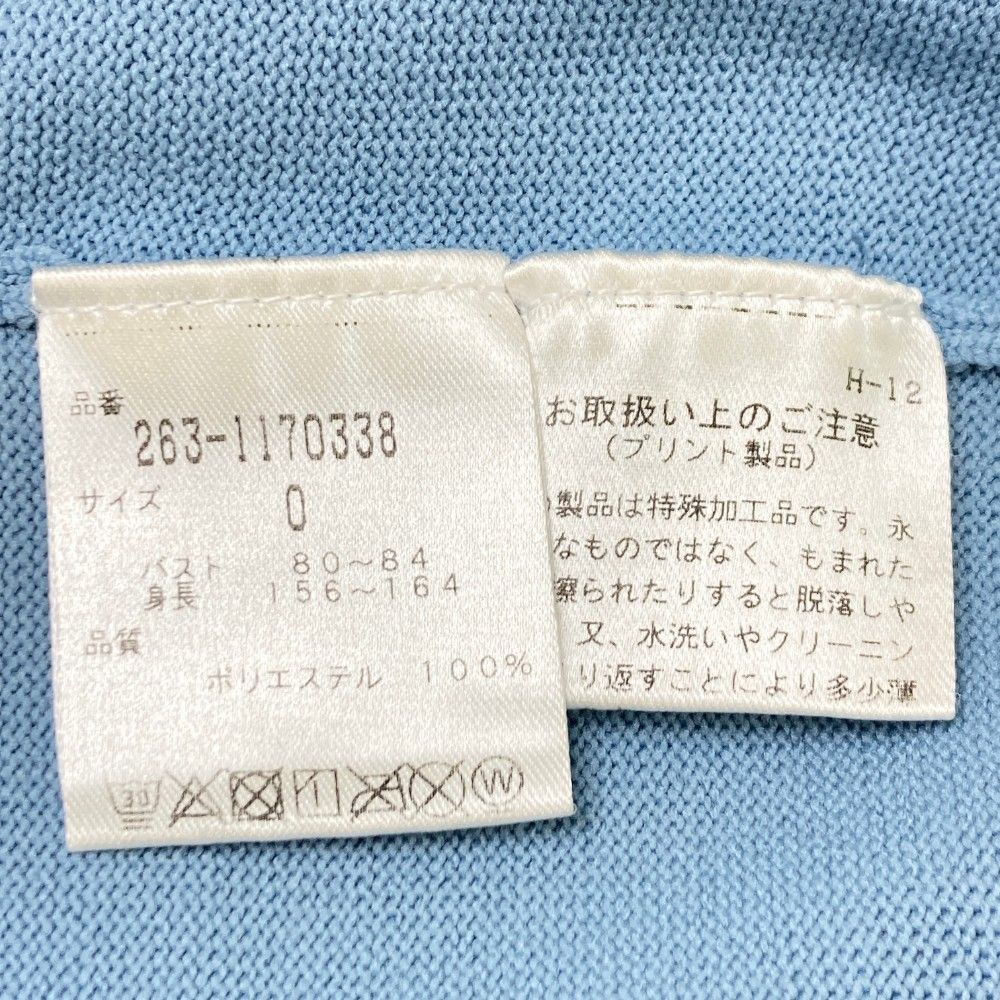 品番
263-1170338
サイズ 0
バスト 80～84
身長 156～164
品質
ポリエステル 100%
30
H-12
お取扱い上のご注意
(プリント製品)
製品は特殊加工品です。永
なものではなく、もまれた
擦られたりすると脱落しや
又、水洗いやクリーニン
り返すことにより多少薄